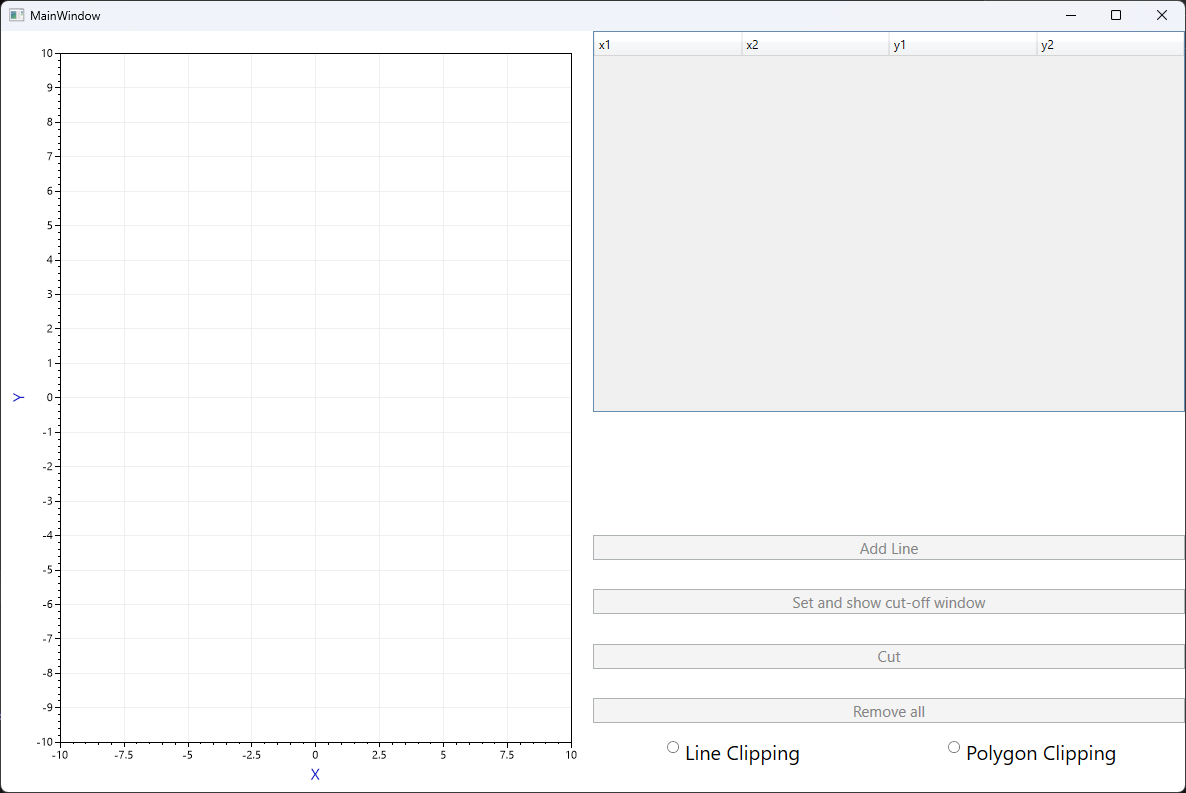 MainWindow
x1 x2 y1 y2
10
9
8
7
6
5
4
3
2
1
0
-1
-2
-3
-4
-5
-6
-7
-8
-9
-10
Y
-10 -7.5 -5 -2.5 0 2.5 5 7.5 10
X
Add Line
Set and show cut-off window
Cut
Remove all
Line Clipping Polygon Clipping